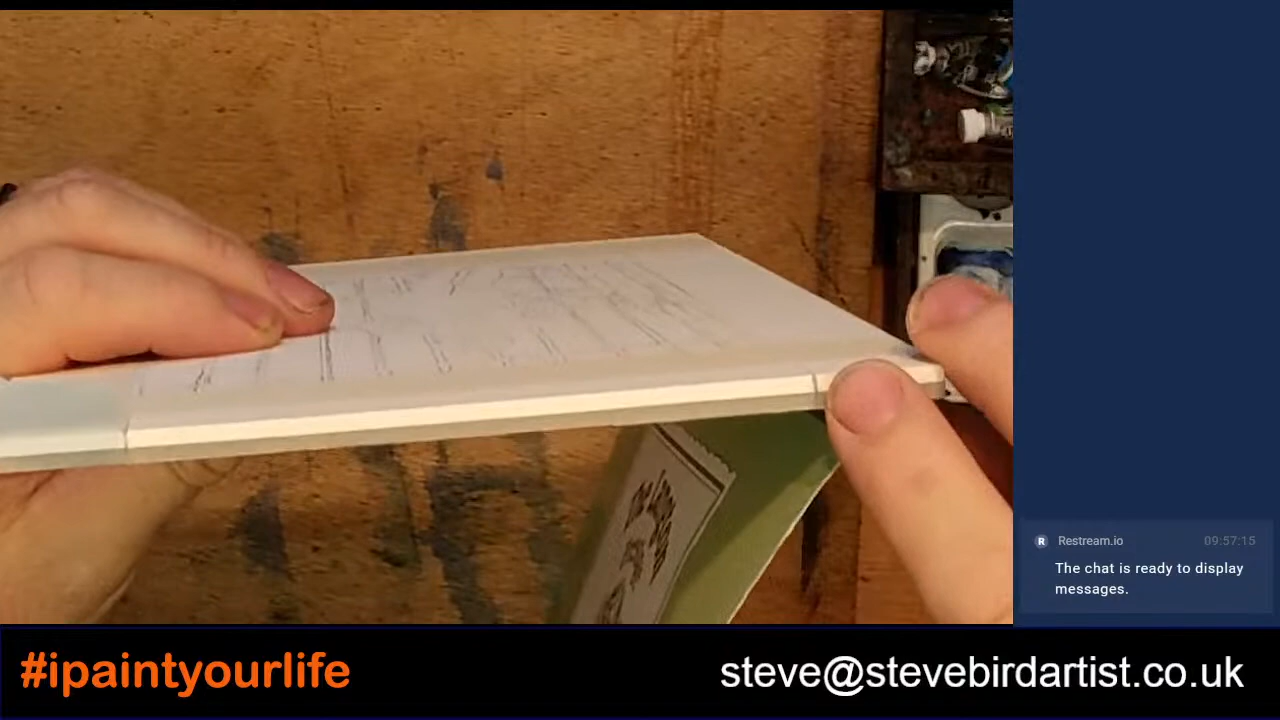 Restream.io 09:57:15
The chat is ready to display
messages.
#ipaintyourlife
steve@stevebirdartist.co.uk